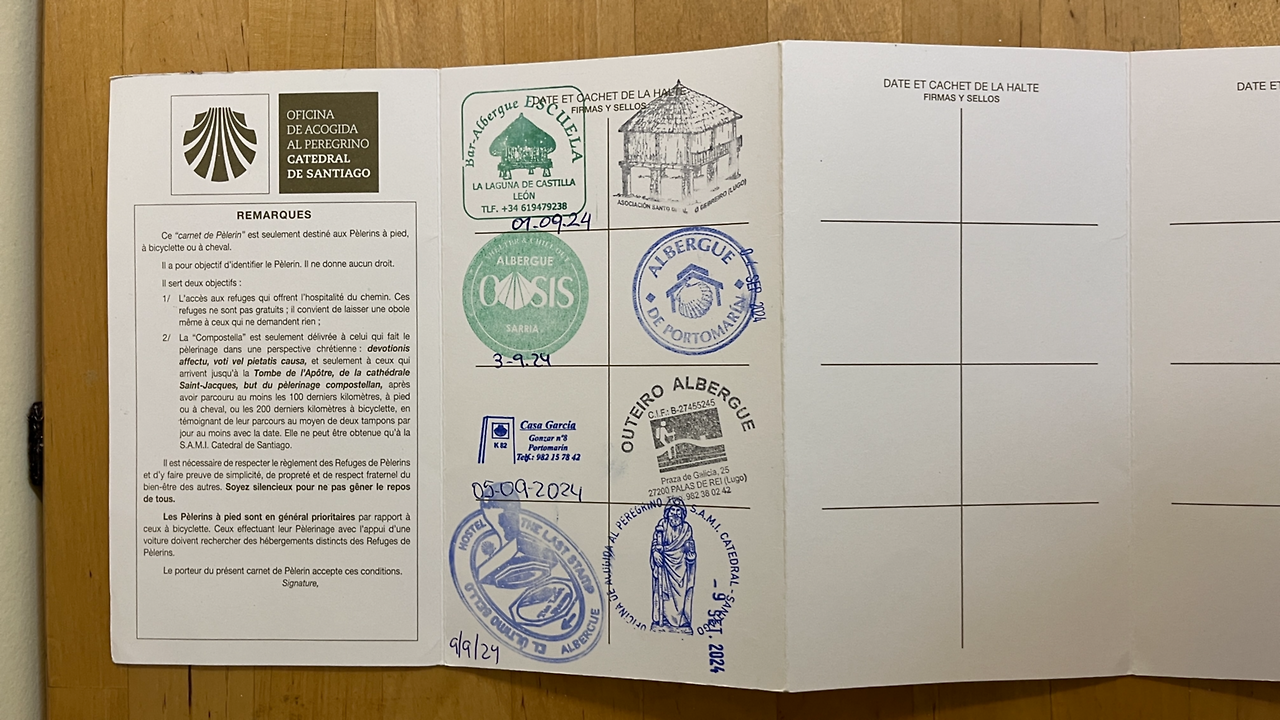 OFICINA
DE ACOGIDA
AL PEREGRINO
CATEDRAL
DE SANTIAGO
REMARQUES
Ce “carnet de Pèlerin” est seulement destiné aux Pèlerins à pied,
à bicyclette ou à cheval.
Il a pour objectif d'identifier le Pèlerin. Il ne donne aucun droit.
Il sert deux objectifs :
1/ L'accès aux refuges qui offrent l'hospitalité du chemin. Ces
refuges ne sont pas gratuits ; il convient de laisser une obole
même à ceux qui ne demandent rien ;
2/ La “Compostella” est seulement délivrée à celui qui fait le
pèlerinage dans une perspective chrétienne : devotionis
affectu, voti vel pietatis causa, et seulement à ceux qui
arrivent jusqu'à la Tombe de l'Apôtre, de la cathédrale
Saint-Jacques, but du pèlerinage compostellan, après
avoir parcouru au moins les 100 derniers kilomètres, à pied
ou à cheval, ou les 200 derniers kilomètres à bicyclette, en
témoignant de leur parcours au moyen de deux tampons par
jour au moins avec la date. Elle ne peut être obtenue qu'à la
S.A.M.I. Catedral de Santiago.
Il est nécessaire de respecter le règlement des Refuges de Pèlerins
et d'y faire preuve de simplicité, de propreté et de respect fraternel du
bien-être des autres. Soyez silencieux pour ne pas gêner le repos
de tous.
Les Pèlerins à pied sont en général prioritaires par rapport à
ceux à bicyclette. Ceux effectuant leur Pèlerinage avec l'appui d'une
voiture doivent rechercher des hébergements distincts des Refuges de
Pèlerins.
Le porteur du présent carnet de Pèlerin accepte ces conditions.
Signature,
DATE ET CACHET DE LA HALTE
FIRMAS Y SELLOS
Bar-Albergue ESCUELA
LA LAGUNA DE CASTILLA
LEÓN
TLF. +34 619479238
01.09.24
ASOCIACIÓN SANTO
O SEBREIRO (LUGO)
ALBERGUE
OASIS
SARRIA
3-9.24
ALBERGUE
DE PORTOMARÍN
SEP 2024
K 82
Casa García
Gonzar nº8
Portomarín
Telf.: 982 15 78 42
05-09-2024
OUTEIRO ALBERGUE
C.I.F.: B-27455245
Praza de Galicia, 25
27200 PALAS DE REI (Lugo)
982 38 02 42
HOSTEL
THE LAST STAMP
EL ÚLTIMO SELLO
ALBERGUE
9/9/24
OFICINA DE ACOGIDA AL PEREGRINO
S.A.M.I. CATEDRAL-
- 9 SET. 2024
DATE ET CACHET DE LA HALTE
FIRMAS Y SELLOS
DATE E